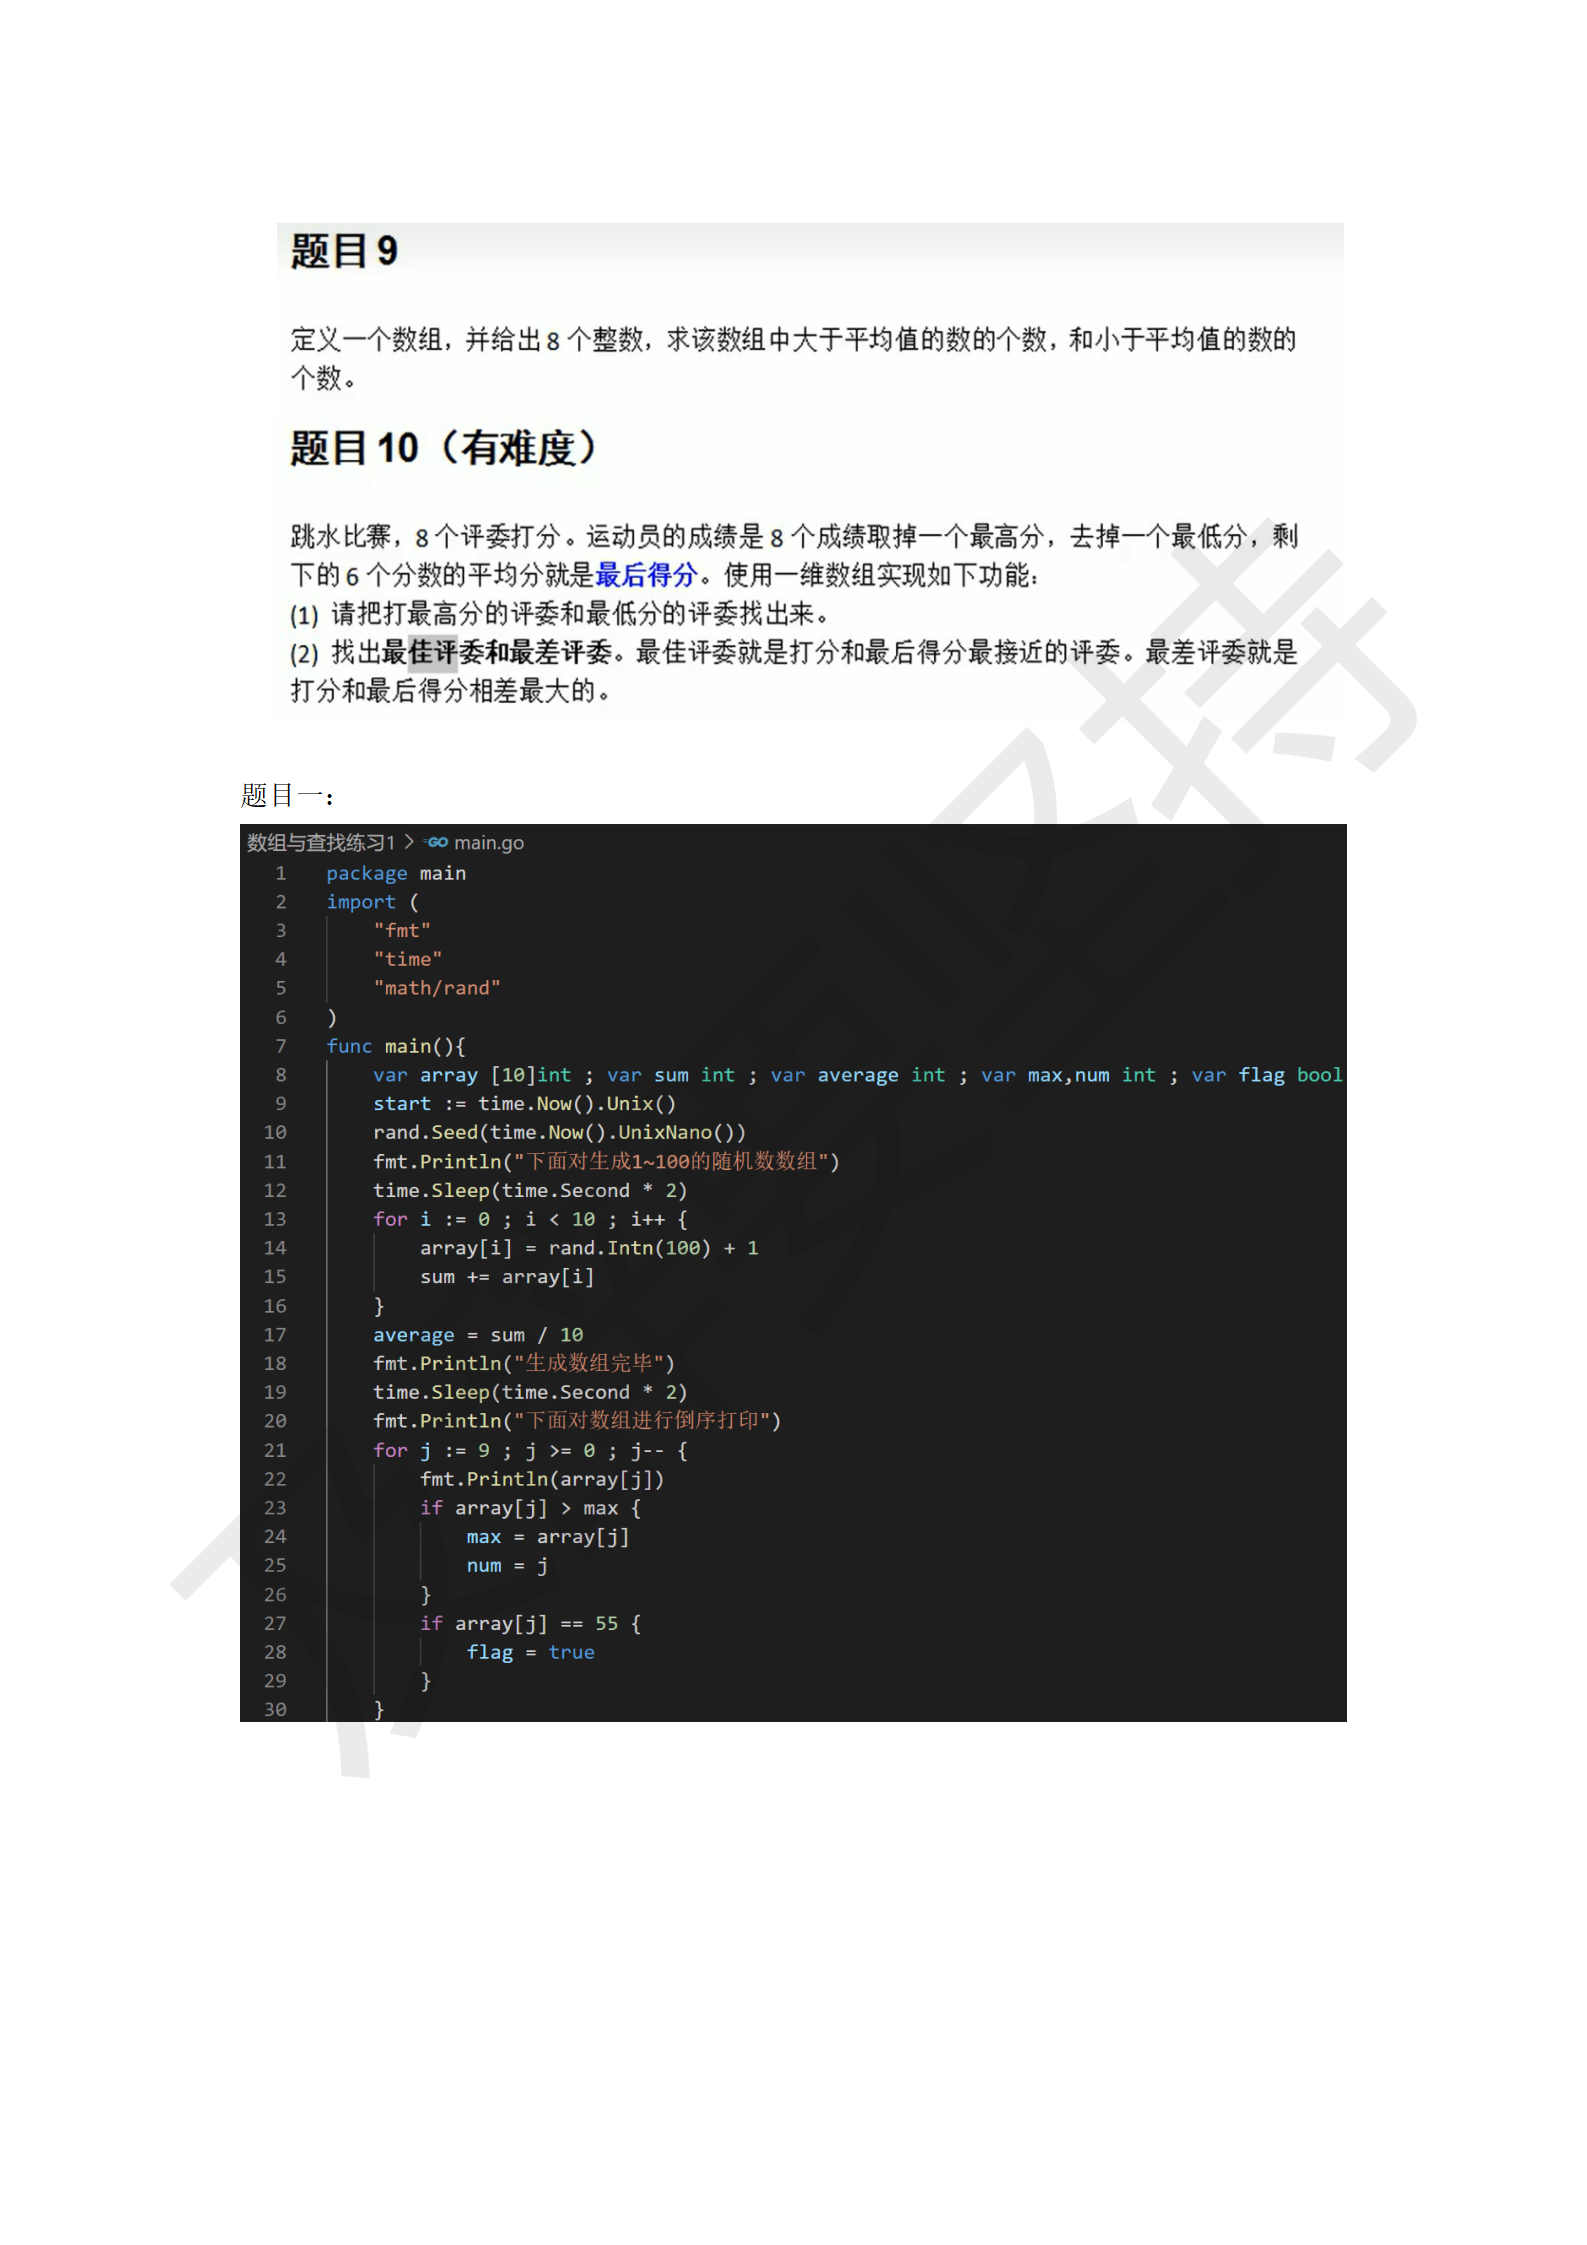 题目 9
定义一个数组，并给出 8 个整数，求该数组中大于平均值的数的个数，和小于平均值的数的
个数。
题目 10（有难度）
跳水比赛，8 个评委打分。运动员的成绩是 8 个成绩取掉一个最高分，去掉一个最低分，剩
下的 6 个分数的平均分就是最后得分。使用一维数组实现如下功能：
(1) 请把打最高分的评委和最低分的评委找出来。
(2) 找出最佳评委和最差评委。最佳评委就是打分和最后得分最接近的评委。最差评委就是
打分和最后得分相差最大的。
题目一：
数组与查找练习1 > GO main.go
1 package main
2 import (
3 "fmt"
4 "time"
5 "math/rand"
6 )
7 func main(){
8 var array [10]int ; var sum int ; var average int ; var max,num int ; var flag bool
9 start := time.Now().Unix()
10 rand.Seed(time.Now().UnixNano())
11 fmt.Println("下面对生成1~100的随机数数组")
12 time.Sleep(time.Second * 2)
13 for i := 0 ; i < 10 ; i++ {
14 array[i] = rand.Intn(100) + 1
15 sum += array[i]
16 }
17 average = sum / 10
18 fmt.Println("生成数组完毕")
19 time.Sleep(time.Second * 2)
20 fmt.Println("下面对数组进行倒序打印")
21 for j := 9 ; j >= 0 ; j-- {
22 fmt.Println(array[j])
23 if array[j] > max {
24 max = array[j]
25 num = j
26 }
27 if array[j] == 55 {
28 flag = true
29 }
30 }